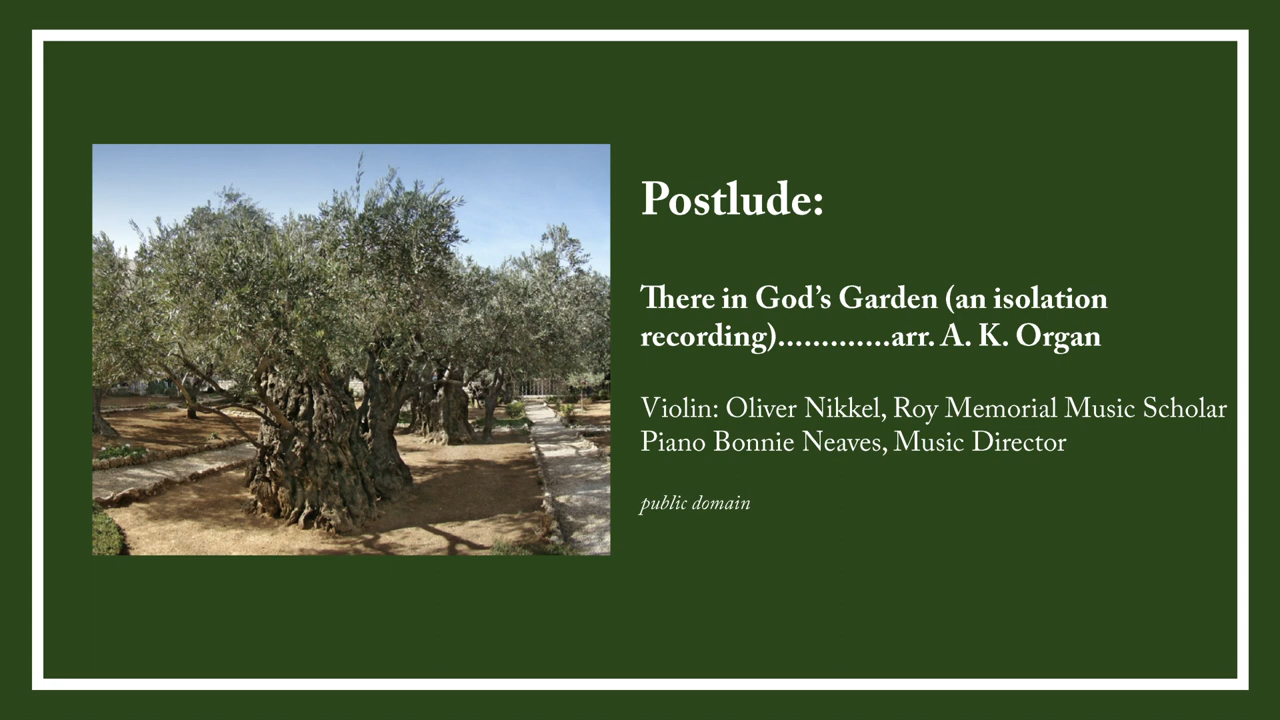 Postlude:
There in God’s Garden (an isolation
recording).............arr. A. K. Organ
Violin: Oliver Nikkel, Roy Memorial Music Scholar
Piano Bonnie Neaves, Music Director
public domain